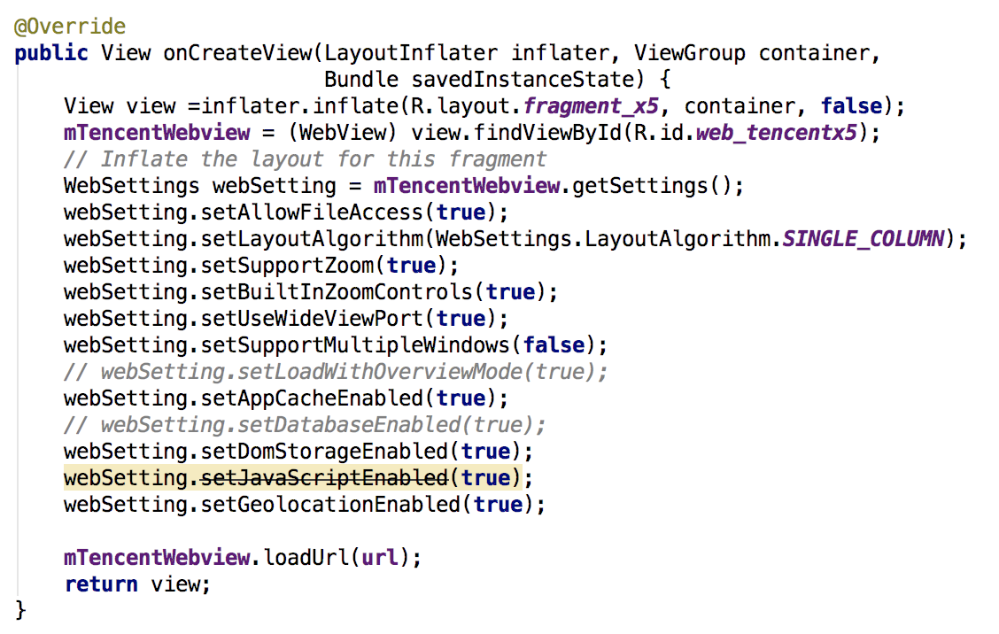 @Override
public View onCreateView(LayoutInflater inflater, ViewGroup container,
                         Bundle savedInstanceState) {
    View view =inflater.inflate(R.layout.fragment_x5, container, false);
    mTencentWebview = (WebView) view.findViewById(R.id.web_tencentx5);
    // Inflate the layout for this fragment
    WebSettings webSetting = mTencentWebview.getSettings();
    webSetting.setAllowFileAccess(true);
    webSetting.setLayoutAlgorithm(WebSettings.LayoutAlgorithm.SINGLE_COLUMN);
    webSetting.setSupportZoom(true);
    webSetting.setBuiltInZoomControls(true);
    webSetting.setUseWideViewPort(true);
    webSetting.setSupportMultipleWindows(false);
    // webSetting.setLoadWithOverviewMode(true);
    webSetting.setAppCacheEnabled(true);
    // webSetting.setDatabaseEnabled(true);
    webSetting.setDomStorageEnabled(true);
    webSetting.setJavaScriptEnabled(true);
    webSetting.setGeolocationEnabled(true);

    mTencentWebview.loadUrl(url);
    return view;
}